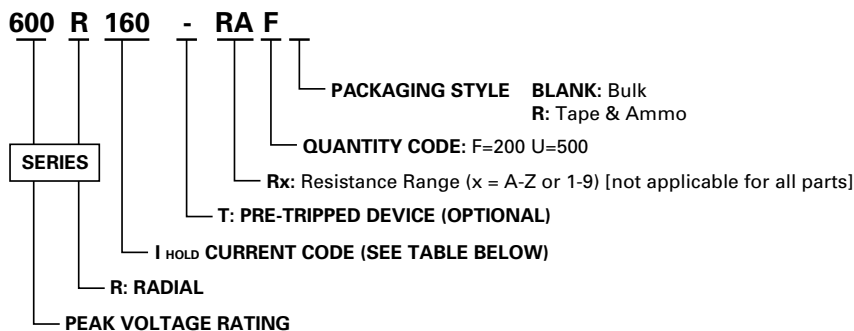 600 R 160 - RA F _
PACKAGING STYLE BLANK: Bulk
R: Tape & Ammo
QUANTITY CODE: F=200 U=500
SERIES
Rx: Resistance Range (x = A-Z or 1-9) [not applicable for all parts]
T: PRE-TRIPPED DEVICE (OPTIONAL)
I HOLD CURRENT CODE (SEE TABLE BELOW)
R: RADIAL
PEAK VOLTAGE RATING